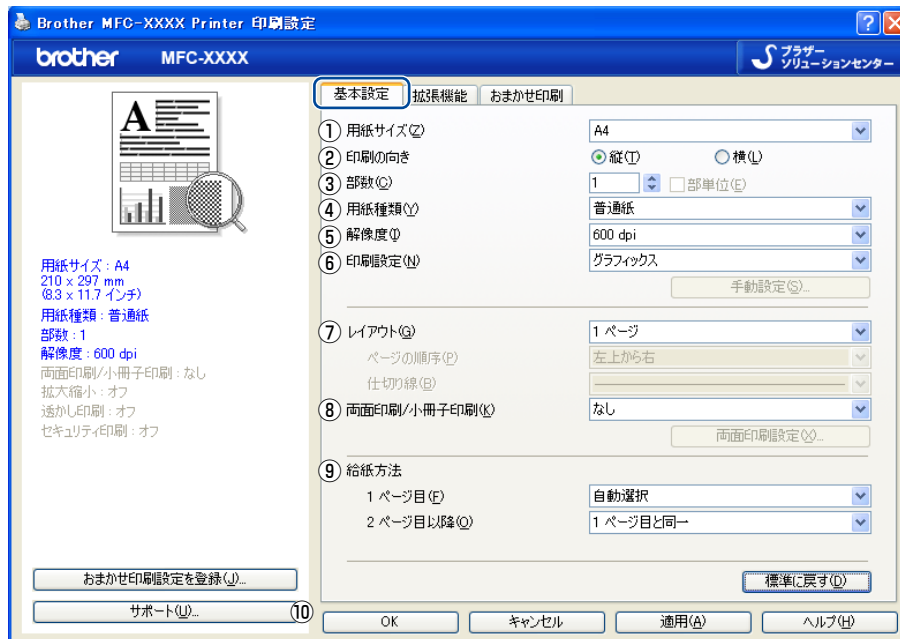 Brother MFC-XXXX Printer 印刷設定
brother MFC-XXXX
ブラザー
ソリューションセンター
A
用紙サイズ : A4
210 x 297 mm
(8.3 x 11.7 インチ)
用紙種類 : 普通紙
部数 : 1
解像度 : 600 dpi
両面印刷/小冊子印刷 : なし
拡大縮小 : オフ
透かし印刷 : オフ
セキュリティ印刷 : オフ
おまかせ印刷設定を登録(J)...
サポート(U)...
基本設定 拡張機能 おまかせ印刷
① 用紙サイズ(Z) A4
② 印刷の向き 縦(T) 横(L)
③ 部数(C) 1 部単位(E)
④ 用紙種類(Y) 普通紙
⑤ 解像度(I) 600 dpi
⑥ 印刷設定(N) グラフィックス
手動設定(S)...
⑦ レイアウト(G) 1 ページ
ページの順序(P) 左上から右
仕切り線(B)
⑧ 両面印刷/小冊子印刷(K) なし
両面印刷設定(X)...
⑨ 給紙方法
1 ページ目(F) 自動選択
2 ページ目以降(O) 1 ページ目と同一
標準に戻す(D)
⑩ OK キャンセル 適用(A) ヘルプ(H)